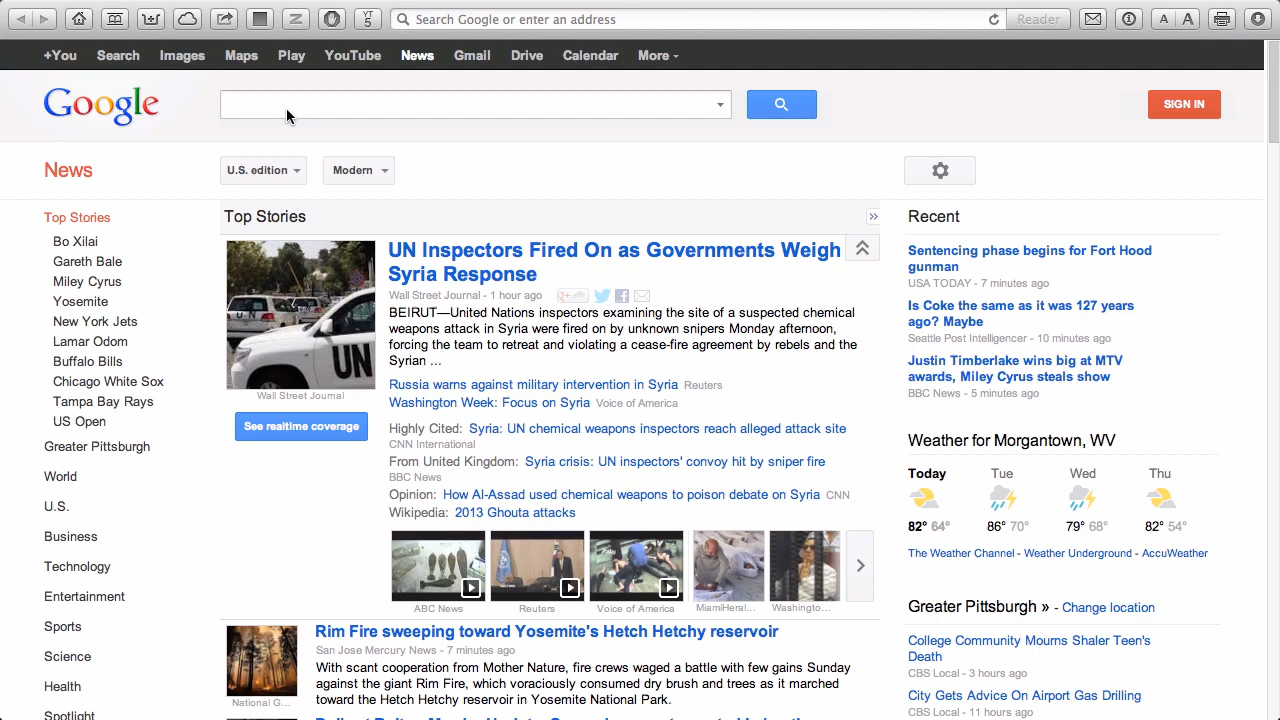 YT
5
Search Google or enter an address
Reader
A A
+You Search Images Maps Play YouTube News Gmail Drive Calendar More
Google
SIGN IN
News
U.S. edition
Modern
Top Stories
Bo Xilai
Gareth Bale
Miley Cyrus
Yosemite
New York Jets
Lamar Odom
Buffalo Bills
Chicago White Sox
Tampa Bay Rays
US Open
Greater Pittsburgh
World
U.S.
Business
Technology
Entertainment
Sports
Science
Health
Spotlight
Top Stories
»
UN
Wall Street Journal
See realtime coverage
UN Inspectors Fired On as Governments Weigh
Syria Response
Wall Street Journal - 1 hour ago
BEIRUT—United Nations inspectors examining the site of a suspected chemical
weapons attack in Syria were fired on by unknown snipers Monday afternoon,
forcing the team to retreat and violating a cease-fire agreement by rebels and the
Syrian ...
Russia warns against military intervention in Syria Reuters
Washington Week: Focus on Syria Voice of America
Highly Cited: Syria: UN chemical weapons inspectors reach alleged attack site
CNN International
From United Kingdom: Syria crisis: UN inspectors' convoy hit by sniper fire
BBC News
Opinion: How Al-Assad used chemical weapons to poison debate on Syria CNN
Wikipedia: 2013 Ghouta attacks
ABC News
Reuters
Voice of America
MiamiHeral...
Washingto...
National G...
Rim Fire sweeping toward Yosemite's Hetch Hetchy reservoir
San Jose Mercury News - 7 minutes ago
With scant cooperation from Mother Nature, fire crews waged a battle with few gains Sunday
against the giant Rim Fire, which voraciously consumed dry brush and trees as it marched
toward the Hetch Hetchy reservoir in Yosemite National Park.
Recent
Sentencing phase begins for Fort Hood
gunman
USA TODAY - 7 minutes ago
Is Coke the same as it was 127 years
ago? Maybe
Seattle Post Intelligencer - 10 minutes ago
Justin Timberlake wins big at MTV
awards, Miley Cyrus steals show
BBC News - 5 minutes ago
Weather for Morgantown, WV
Today Tue Wed Thu
82° 64° 86° 70° 79° 68° 82° 54°
The Weather Channel - Weather Underground - AccuWeather
Greater Pittsburgh » - Change location
College Community Mourns Shaler Teen's
Death
CBS Local - 3 hours ago
City Gets Advice On Airport Gas Drilling
CBS Local - 11 hours ago